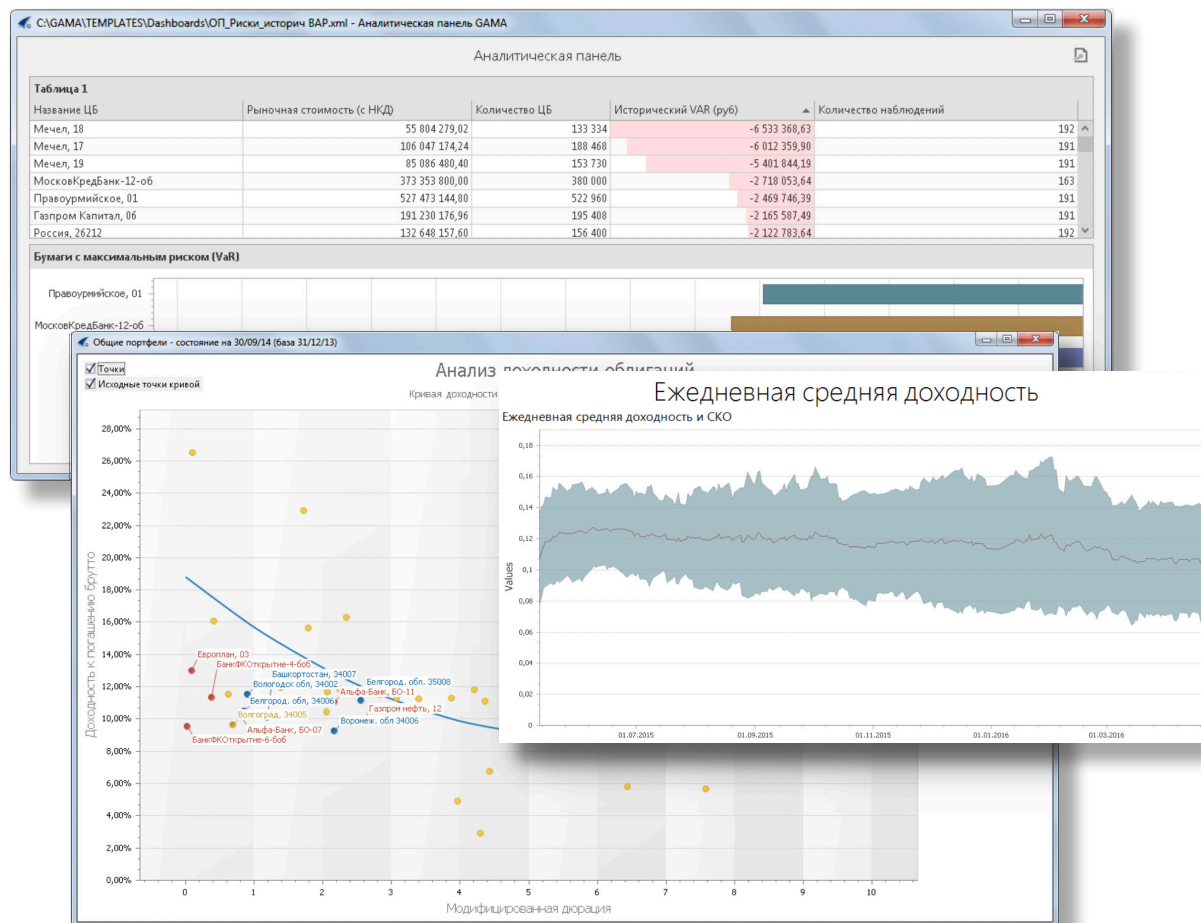 C:\GAMA\TEMPLATES\Dashboards\ОП_Риски_историч ВАР.xml - Аналитическая панель GAMA
Аналитическая панель
Таблица 1
Название ЦБ Рыночная стоимость (с НКД) Количество ЦБ Исторический VAR (руб) Количество наблюдений
Мечел, 18 55 804 279,02 133 334 -6 533 368,63 192
Мечел, 17 106 047 174,24 188 468 -6 012 359,90 191
Мечел, 19 85 086 480,40 153 730 -5 401 844,19 191
МосковКредБанк-12-об 373 353 800,00 380 000 -2 718 053,64 163
Правоурмийское, 01 527 473 144,80 522 960 -2 469 746,39 191
Газпром Капитал, 06 191 230 176,96 195 408 -2 165 587,49 191
Россия, 26212 132 648 157,60 156 400 -2 122 783,64 192
Бумаги с максимальным риском (VaR)
Правоурмийское, 01
МосковКредБанк-12-об
Общие портфели - состояние на 30/09/14 (база 31/12/13)
Точки
Исходные точки кривой
Анализ доходности облигаций
Кривая доходности
28,00%
26,00%
24,00%
22,00%
20,00%
18,00%
16,00%
14,00%
12,00%
10,00%
8,00%
6,00%
4,00%
2,00%
0,00%
Доходность к погашению брутто
Европлан, 03
БанкФКОткрытие-4-боб
Башкортостан, 34007
Вологодск обл, 34002
Белгород. обл. 35008
Альфа-Банк, БО-11
Белгород. обл, 34006
Газпром нефть, 12
Волгоград, 34005
Воронеж. обл 34006
Альфа-Банк, БО-07
БанкФКОткрытие-6-боб
0 1 2 3 4 5 6 7 8 9 10
Модифицированная дюрация
Ежедневная средняя доходность
Ежедневная средняя доходность и СКО
0,18
0,16
0,14
0,12
0,1
0,08
0,06
0,04
0,02
0
Values
01.07.2015 01.09.2015 01.11.2015 01.01.2016 01.03.2016